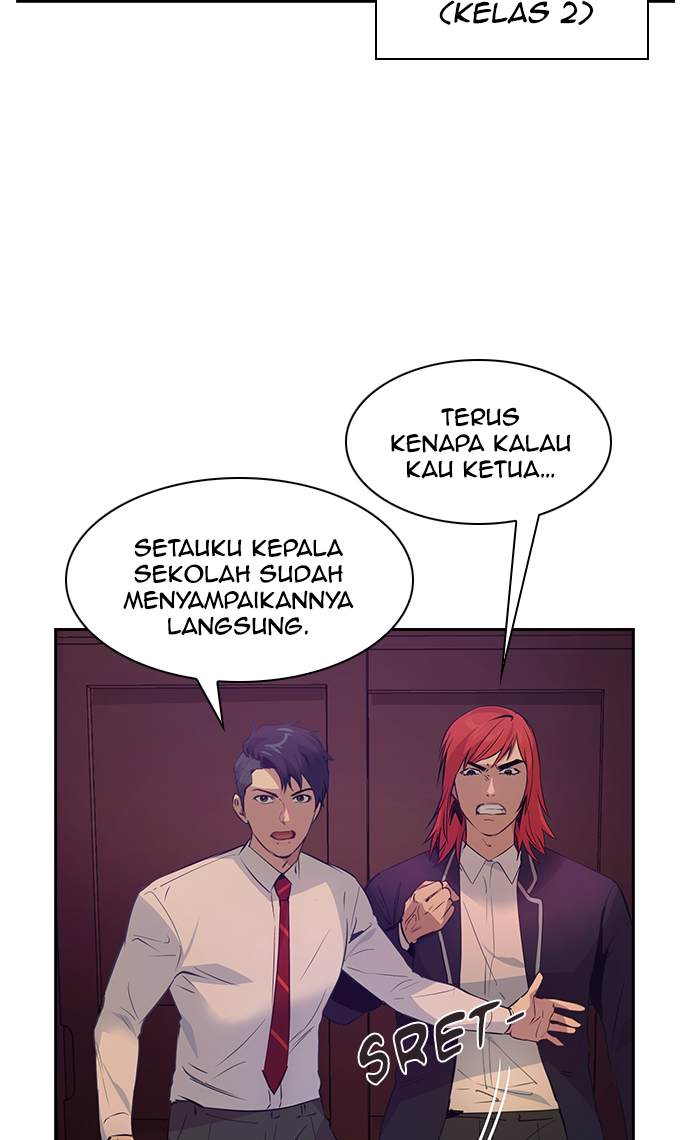 (KELAS 2)
TERUS
KENAPA KALAU
KAU KETUA...
SETAUKU KEPALA
SEKOLAH SUDAH
MENYAMPAIKANNYA
LANGSUNG.
SRET-